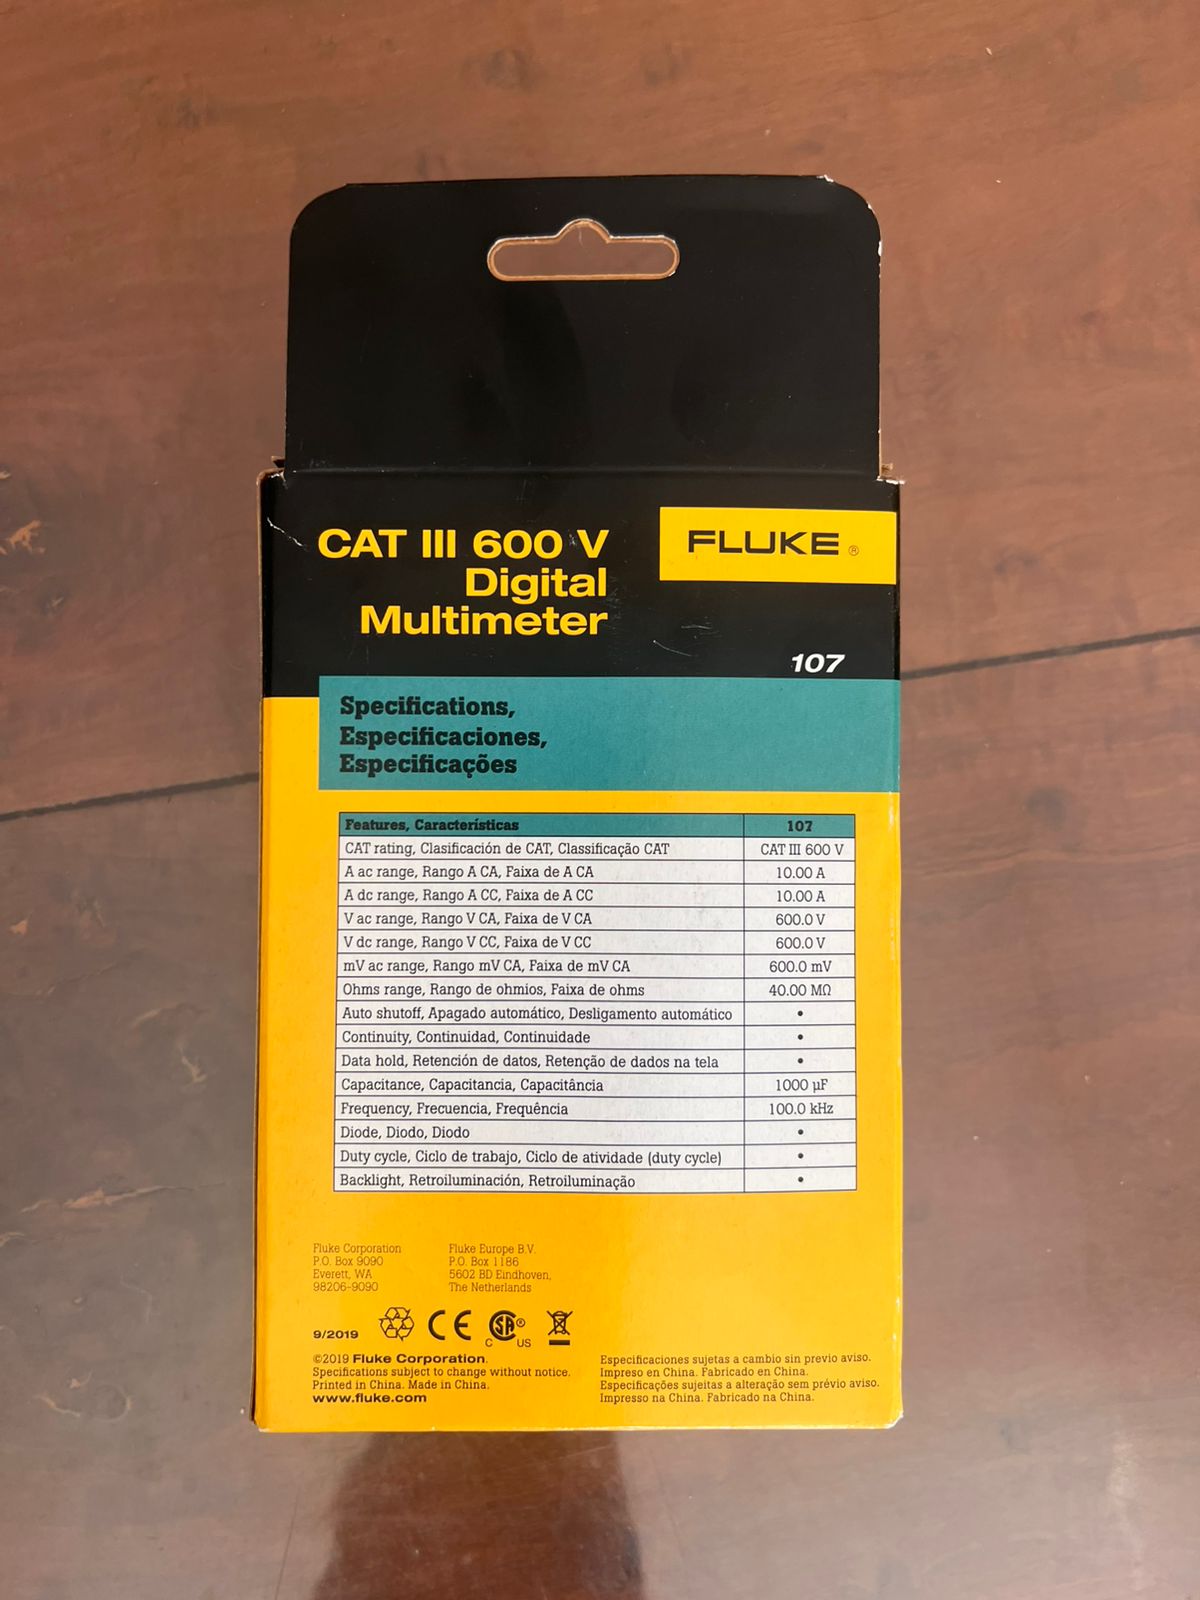 CAT III 600 V
Digital
Multimeter
FLUKE ®
107
Specifications,
Especificaciones,
Especificações
Features, Características 107
CAT rating, Clasificación de CAT, Classificação CAT CAT III 600 V
A ac range, Rango A CA, Faixa de A CA 10.00 A
A dc range, Rango A CC, Faixa de A CC 10.00 A
V ac range, Rango V CA, Faixa de V CA 600.0 V
V dc range, Rango V CC, Faixa de V CC 600.0 V
mV ac range, Rango mV CA, Faixa de mV CA 600.0 mV
Ohms range, Rango de ohmios, Faixa de ohms 40.00 MΩ
Auto shutoff, Apagado automático, Desligamento automático •
Continuity, Continuidad, Continuidade •
Data hold, Retención de datos, Retenção de dados na tela •
Capacitance, Capacitancia, Capacitância 1000 µF
Frequency, Frecuencia, Frequência 100.0 kHz
Diode, Diodo, Diodo •
Duty cycle, Ciclo de trabajo, Ciclo de atividade (duty cycle) •
Backlight, Retroiluminación, Retroiluminação •
Fluke Corporation
P.O. Box 9090
Everett, WA
98206-9090
Fluke Europe B.V.
P.O. Box 1186
5602 BD Eindhoven,
The Netherlands
9/2019 CE C SA ® US
©2019 Fluke Corporation.
Specifications subject to change without notice.
Printed in China. Made in China.
www.fluke.com
Especificaciones sujetas a cambio sin previo aviso.
Impreso en China. Fabricado en China.
Especificações sujeitas a alteração sem prévio aviso.
Impresso na China. Fabricado na China.